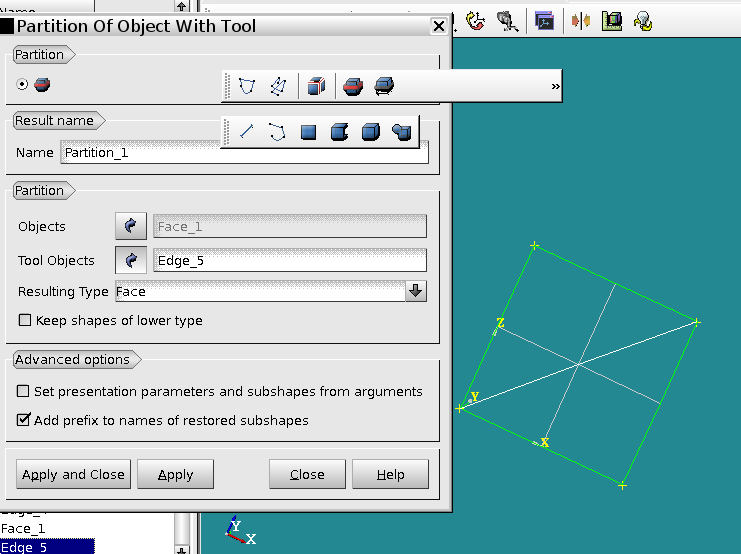 Name
Partition Of Object With Tool
Partition
»
Result name
Name Partition_1
Partition
Objects Face_1
Tool Objects Edge_5
Resulting Type Face
Keep shapes of lower type
Advanced options
Set presentation parameters and subshapes from arguments
Add prefix to names of restored subshapes
Apply and Close Apply Close Help
Face_1
Edge_5
Z
Y
X
Y
X